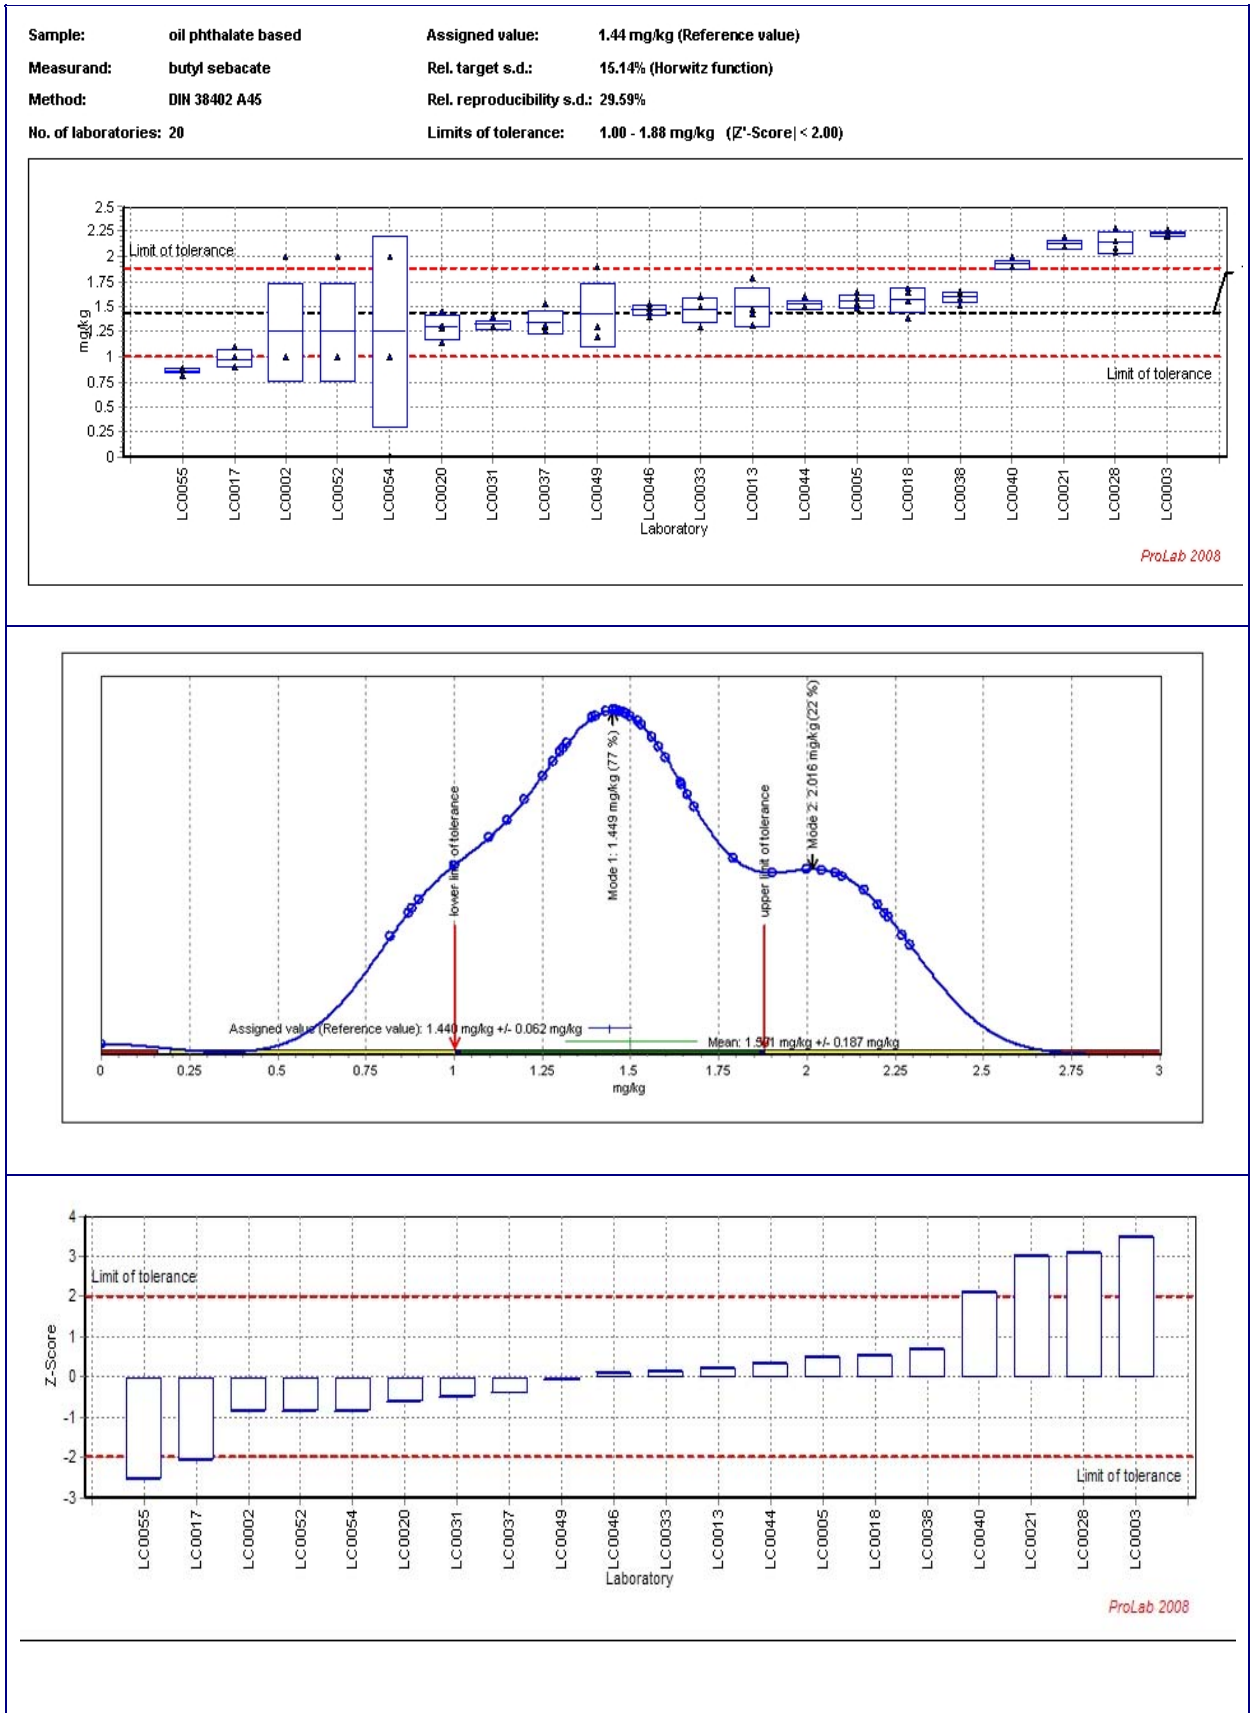 Sample: oil phthalate based Assigned value: 1.44 mg/kg (Reference value)
Measurand: butyl sebacate Rel. target s.d.: 15.14% (Horwitz function)
Method: DIN 38402 A45 Rel. reproducibility s.d.: 29.59%
No. of laboratories: 20 Limits of tolerance: 1.00 - 1.88 mg/kg (|Z'-Score| < 2.00)
2.5
2.25
2
1.75
1.5
1.25
1
0.75
0.5
0.25
0
mg/kg
Limit of tolerance
Limit of tolerance
LC0055 LC0017 LC0002 LC0052 LC0054 LC0020 LC0031 LC0037 LC0049 LC0046 LC0033 LC0013 LC0044 LC0005 LC0018 LC0038 LC0040 LC0021 LC0028 LC0003
Laboratory
ProLab 2008
lower limit of tolerance
Mode 1: 1.449 mg/kg (77 %)
upper limit of tolerance
Mode 2: 2.016 mg/kg (22 %)
Assigned value (Reference value): 1.440 mg/kg +/- 0.062 mg/kg
Mean: mg/kg +/- 0.187 mg/kg
0 0.25 0.5 0.75 1 1.25 1.5 1.75 2 2.25 2.5 2.75 3
mg/kg
4
3
2
1
0
-1
-2
-3
Z-Score
Limit of tolerance
Limit of tolerance
LC0055 LC0017 LC0002 LC0052 LC0054 LC0020 LC0031 LC0037 LC0049 LC0046 LC0033 LC0013 LC0044 LC0005 LC0018 LC0038 LC0040 LC0021 LC0028 LC0003
Laboratory
ProLab 2008